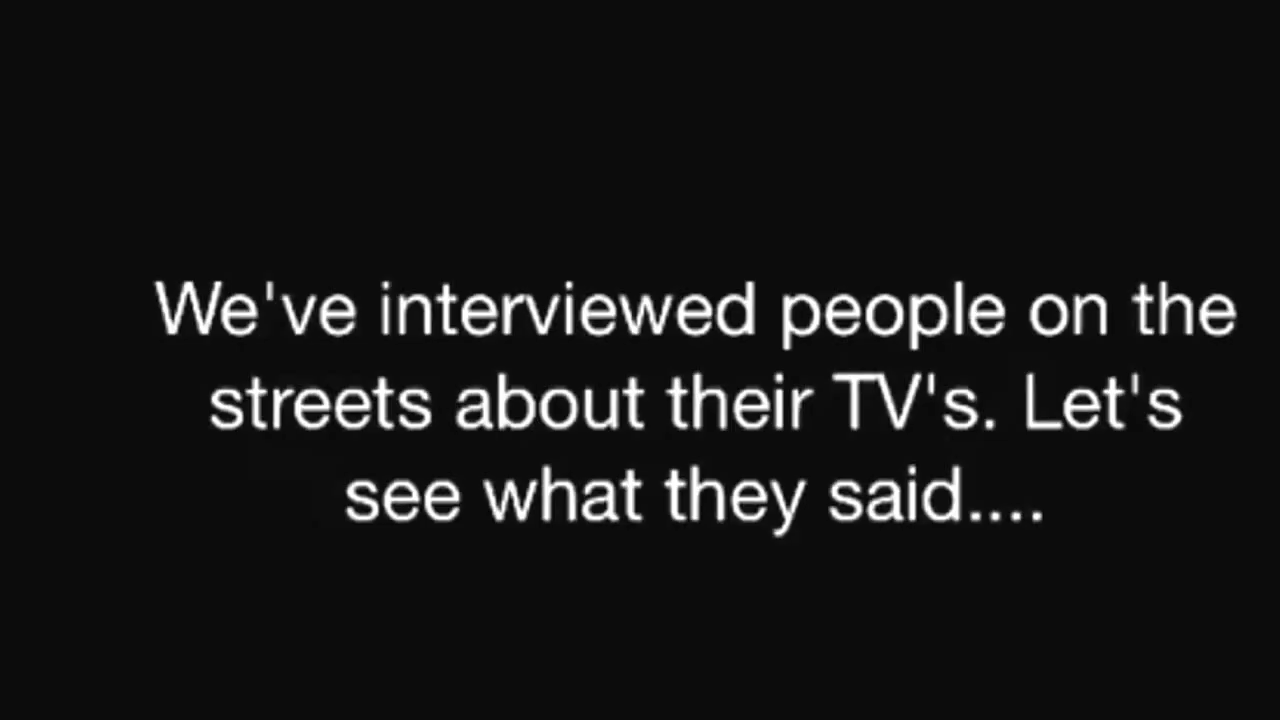 We've interviewed people on the
streets about their TV's. Let's
see what they said....